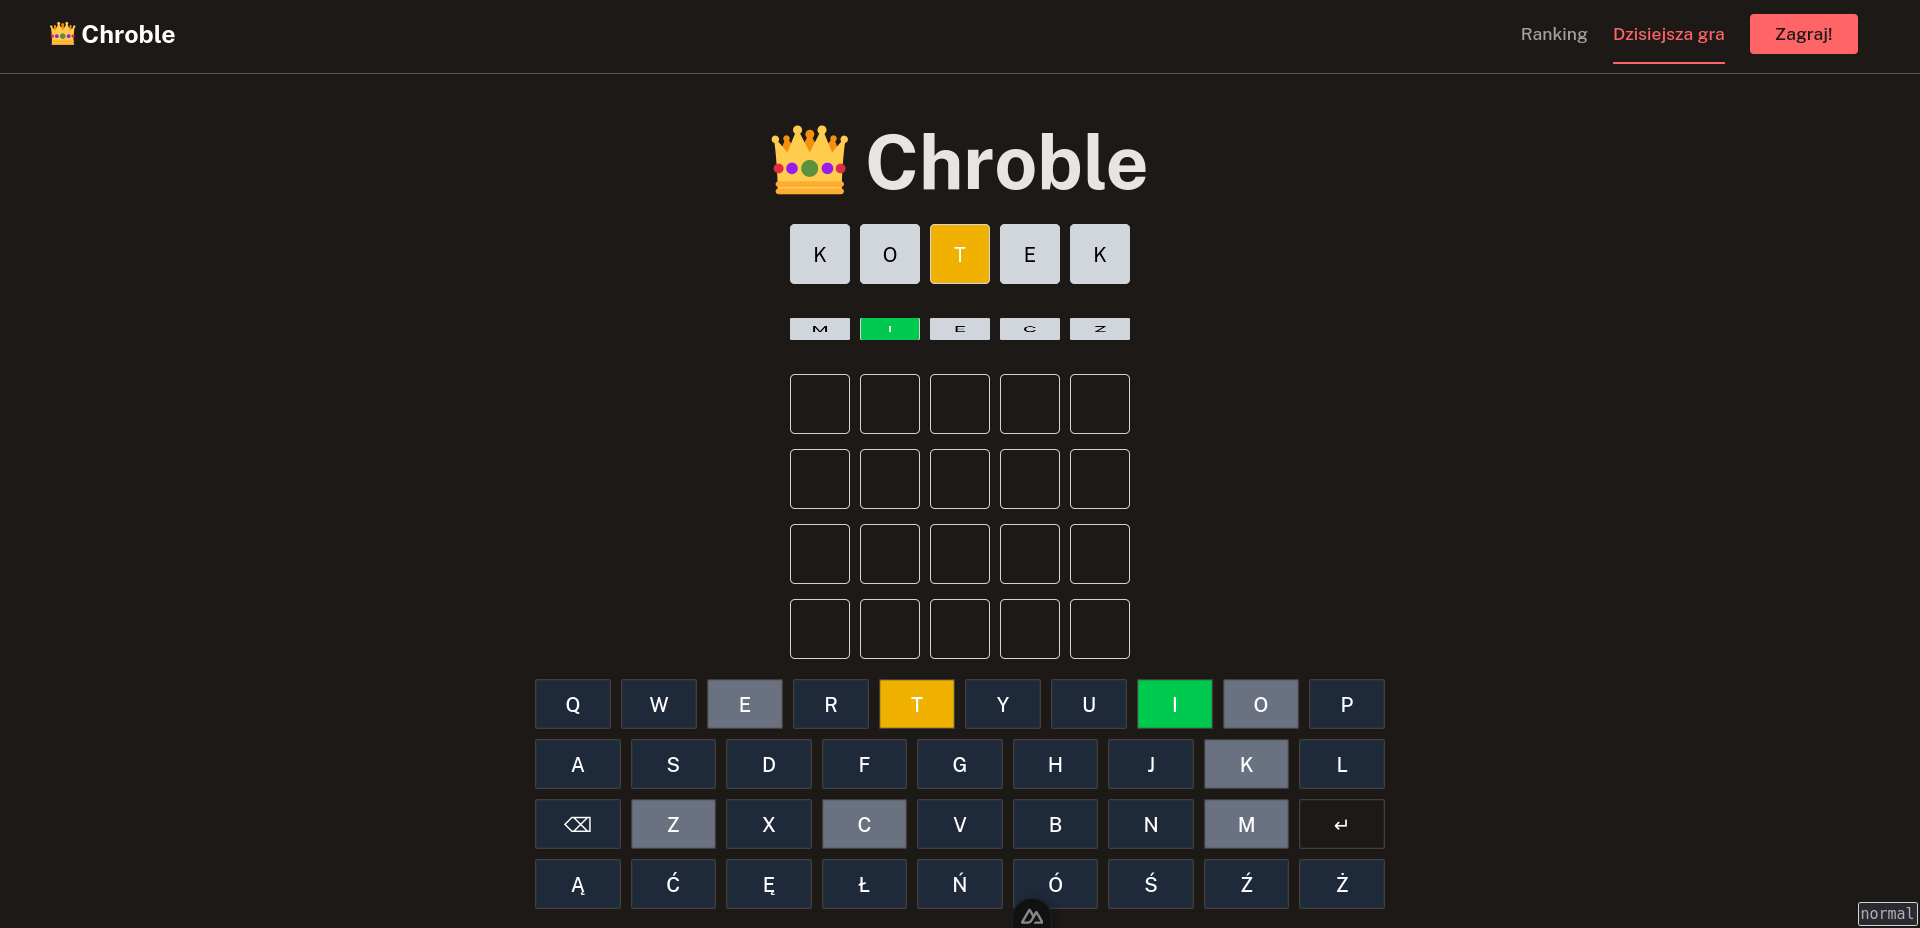 👑 Chroble Ranking Dzisiejsza gra Zagraj!
👑 Chroble
K O T E K
M I E C Z
Q W E R T Y U I O P
A S D F G H J K L
⌫ Z X C V B N M ↵
Ą Ć Ę Ł Ń Ó Ś Ź Ż
normal